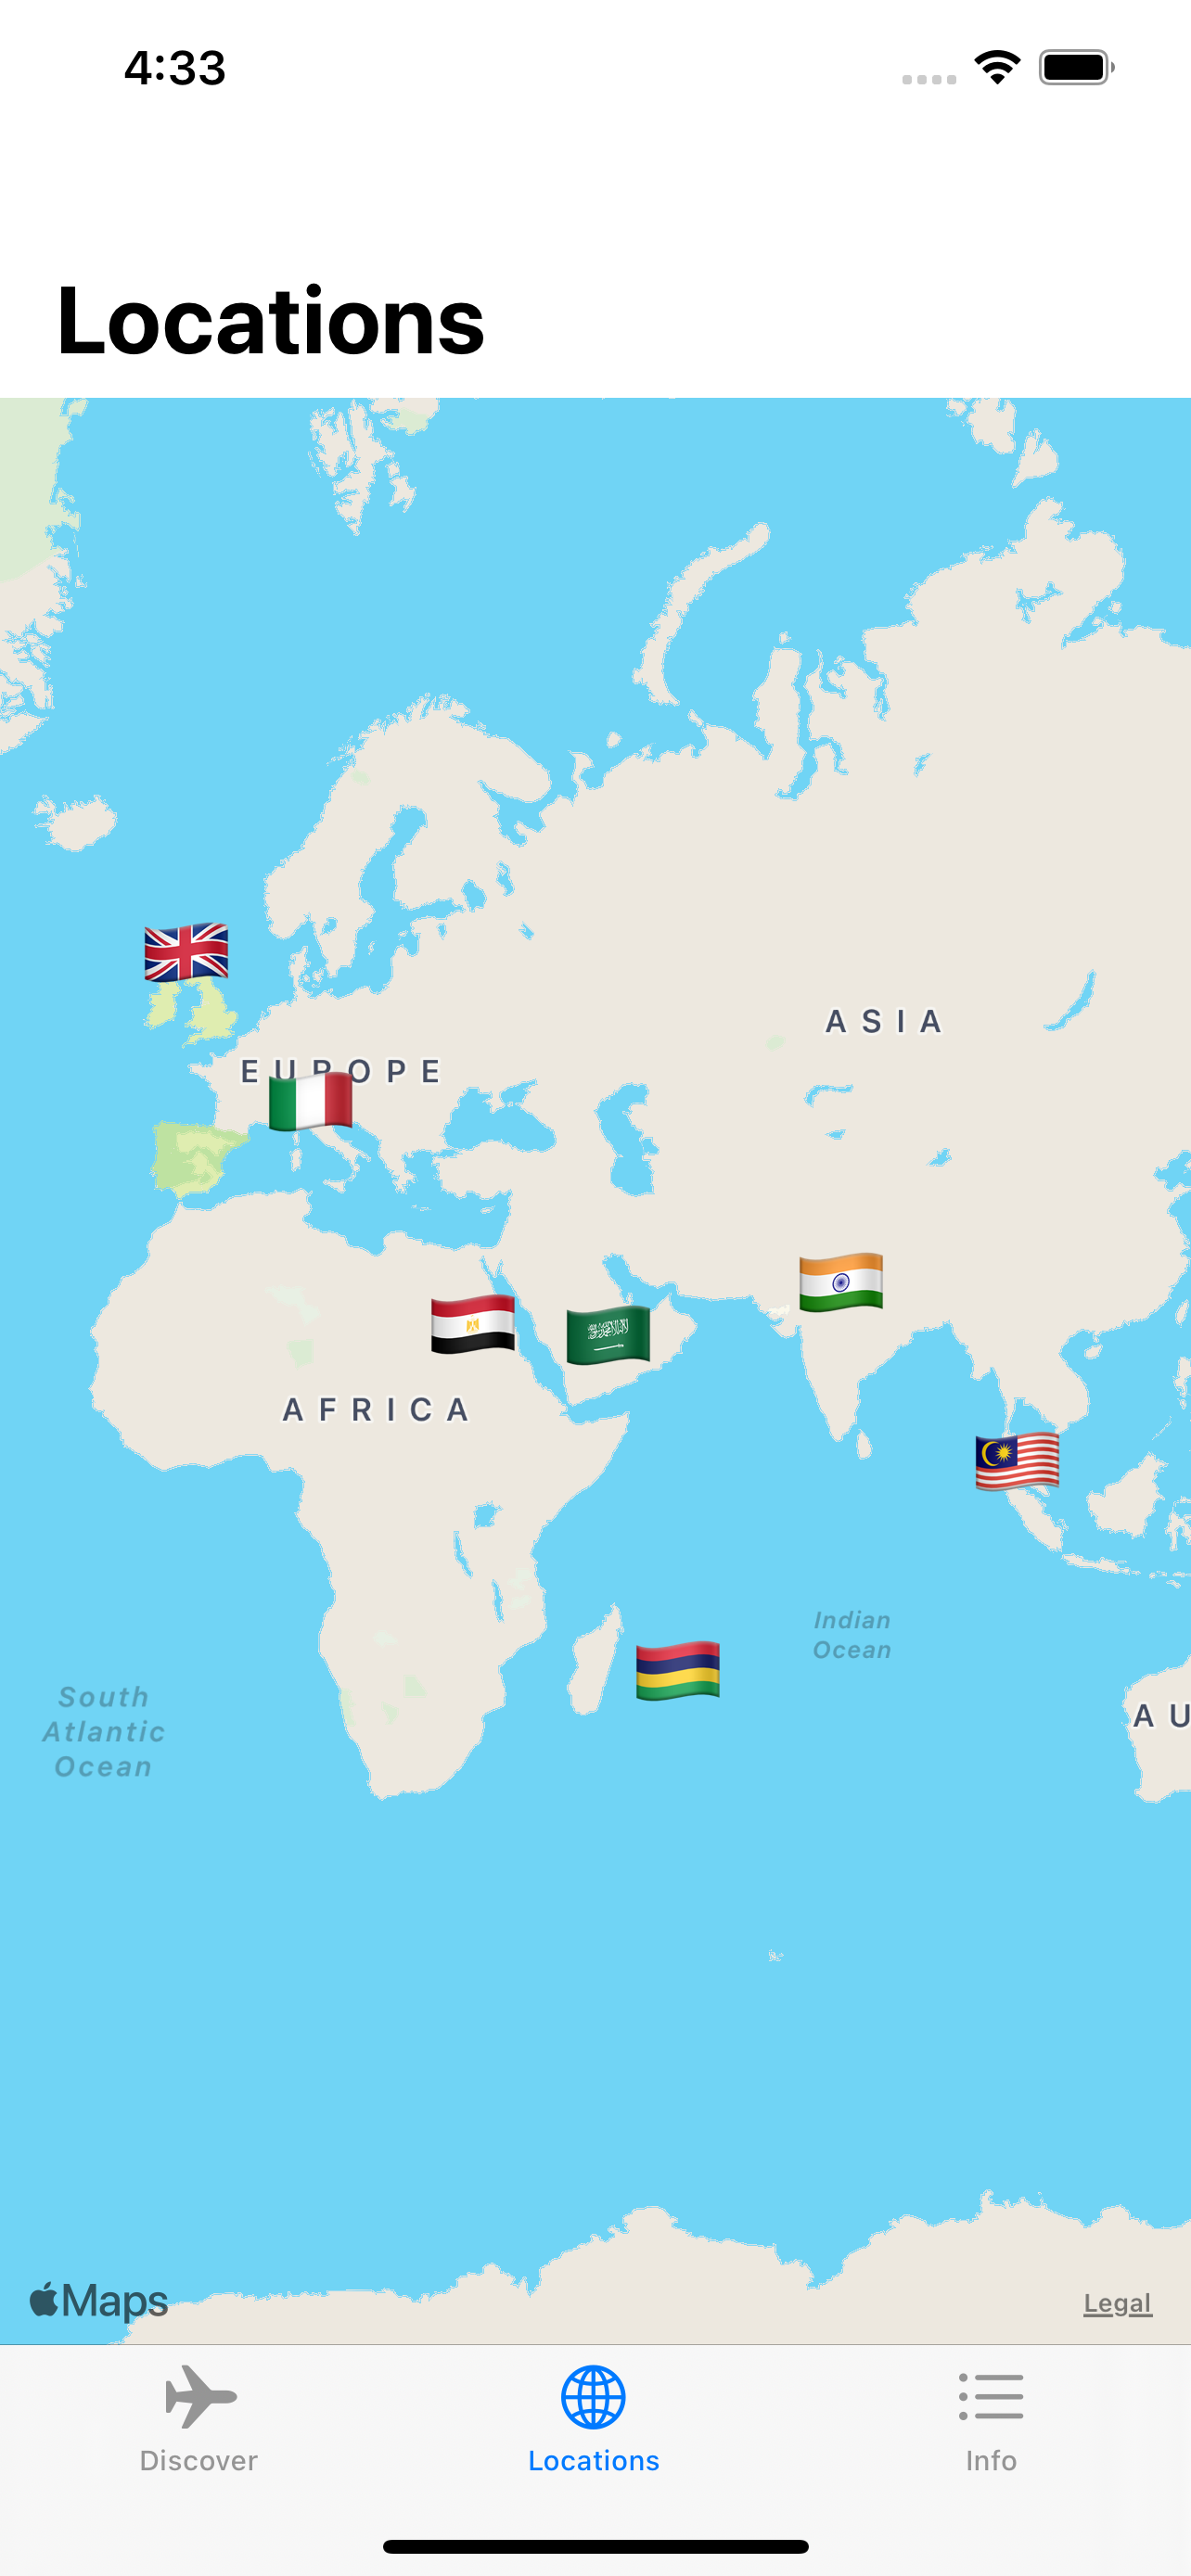 4:33
Locations
ASIA
EUROPE
AFRICA
Indian
Ocean
South
Atlantic
Ocean
AU
Maps
Legal
Discover
Locations
Info